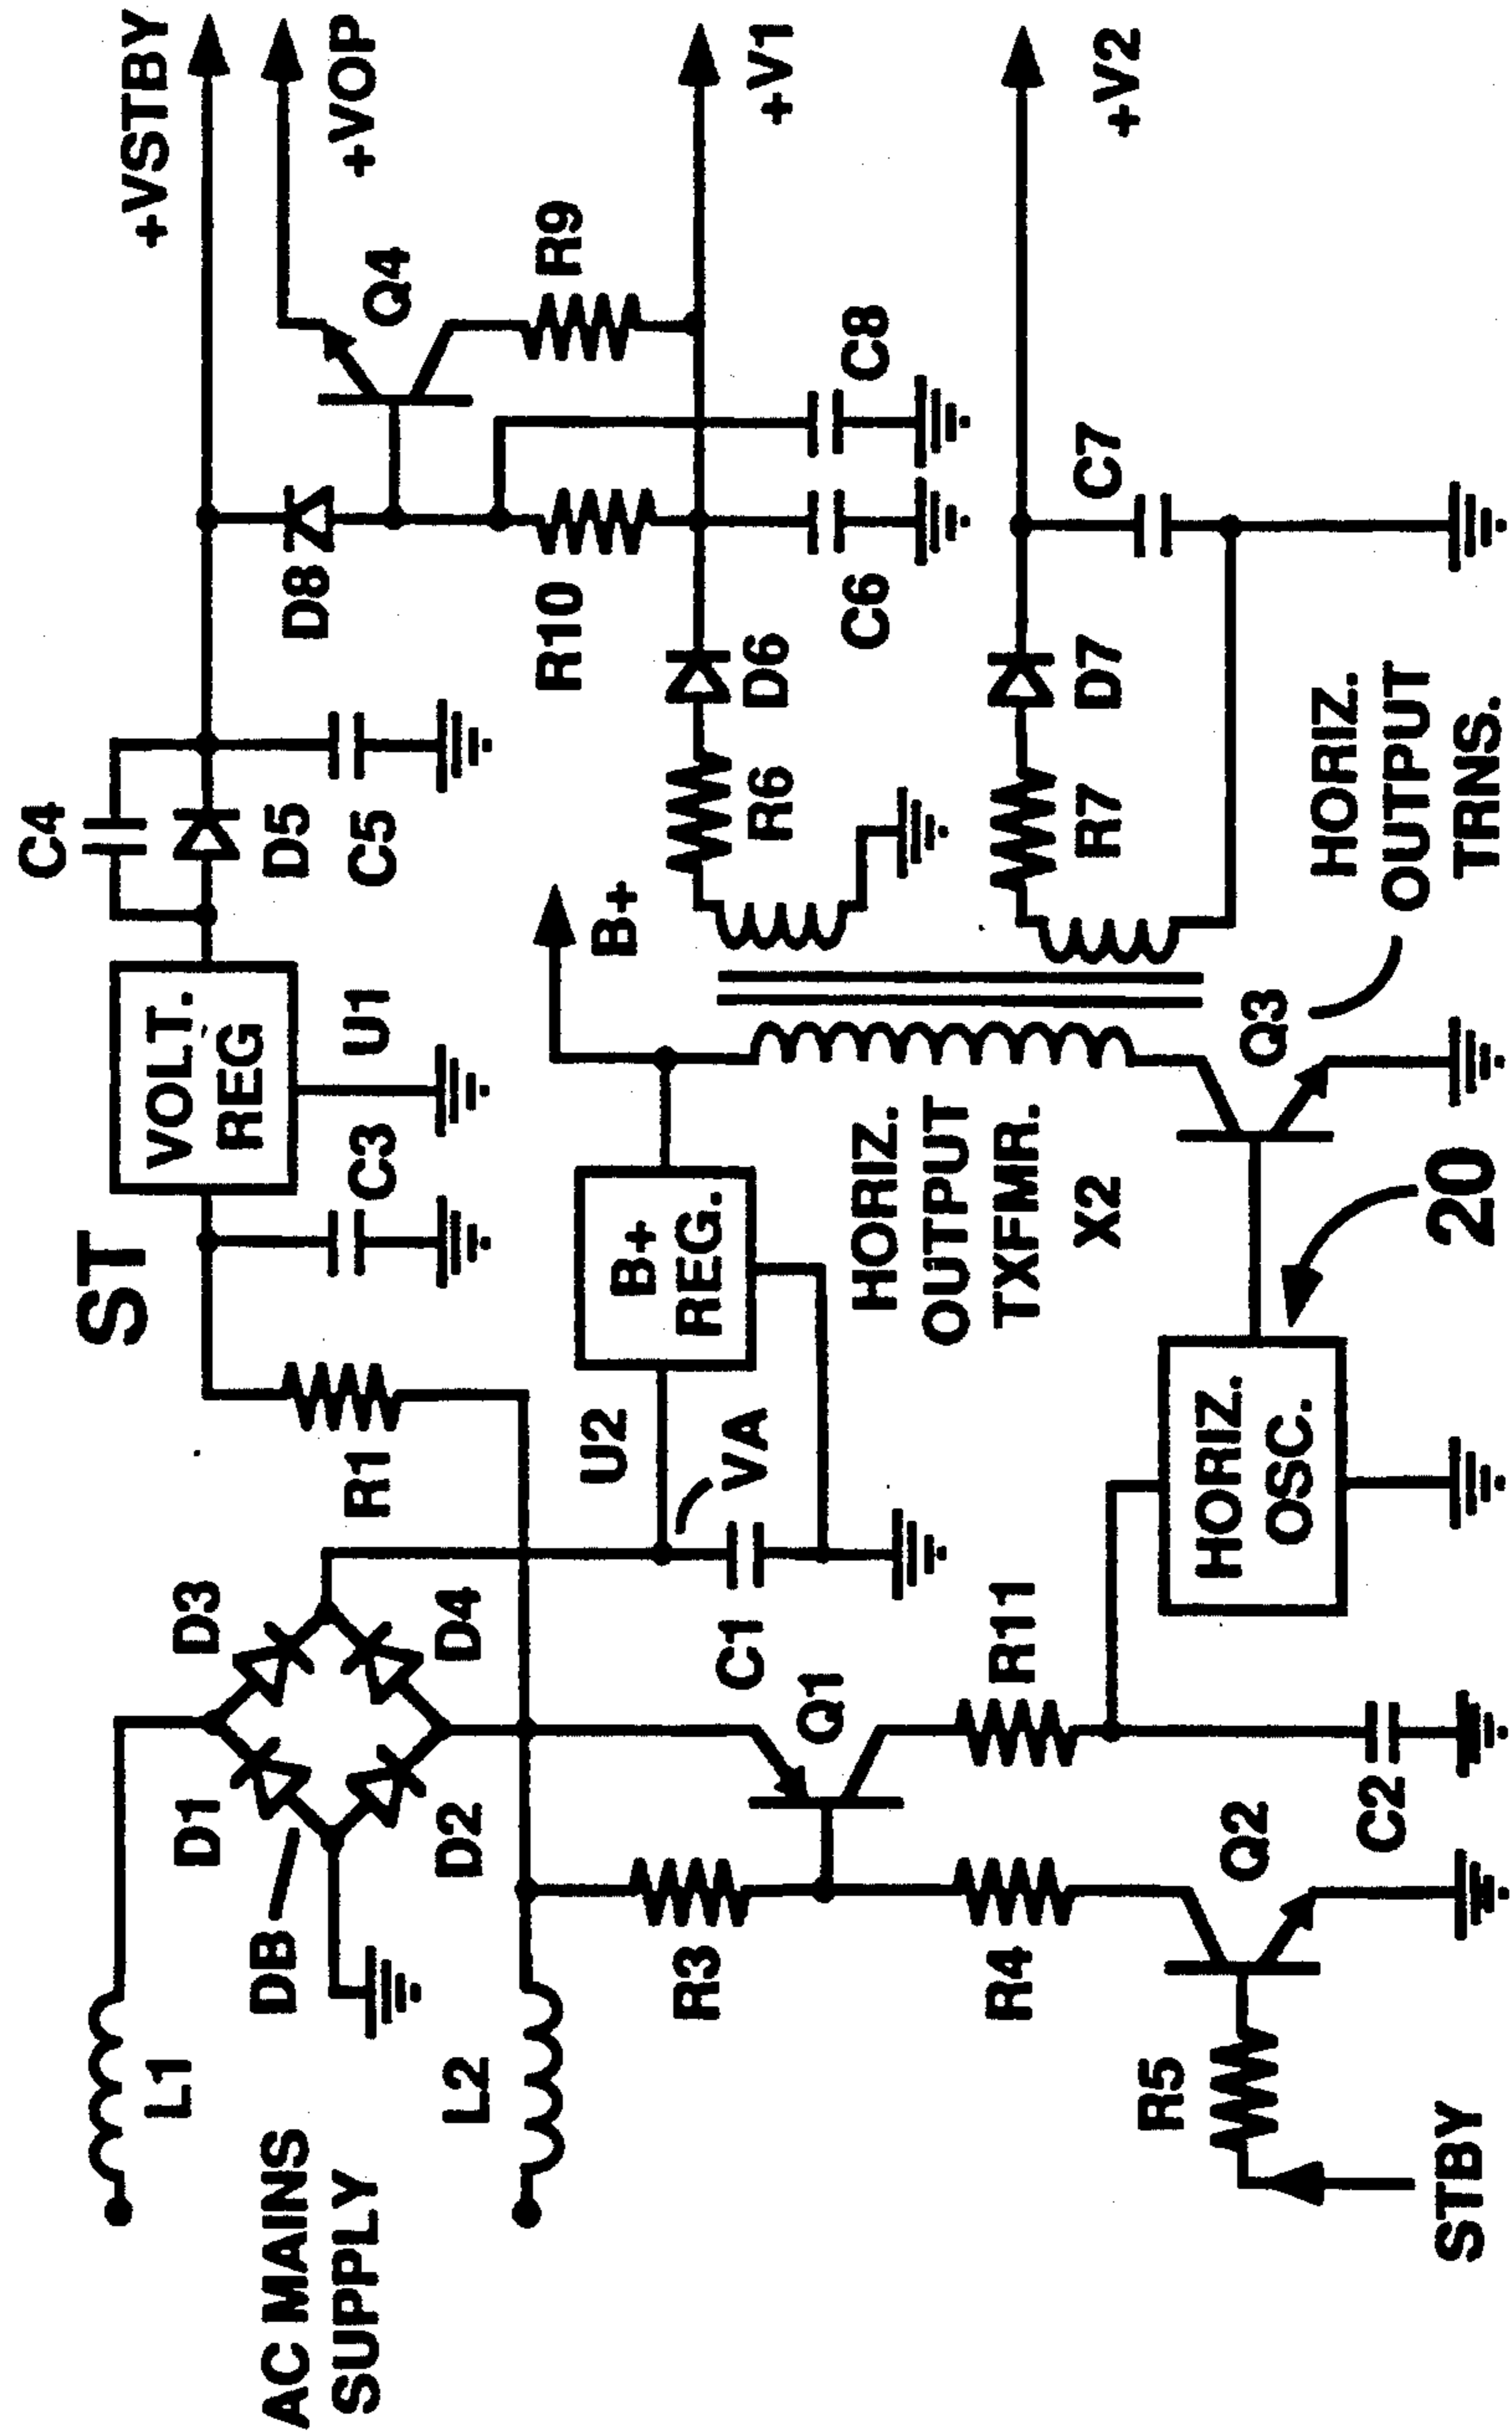 AC MAINS
SUPPLY
L1
L2
DB
D1
D2
D3
D4
R1
ST
C3
VOLT.
REG
U1
C4
D5
C5
+VSTBY
+VOP
D8
Q4
R9
R10
C6
C8
+V1
D6
R6
B+
U2
B+
REG.
VA
C1
HORIZ.
OUTPUT
TXFMR.
X2
R7
D7
C7
+V2
HORIZ.
OUTPUT
TRNS.
Q3
20
HORIZ.
OSC.
R11
Q1
C2
R3
R4
Q2
R5
STBY